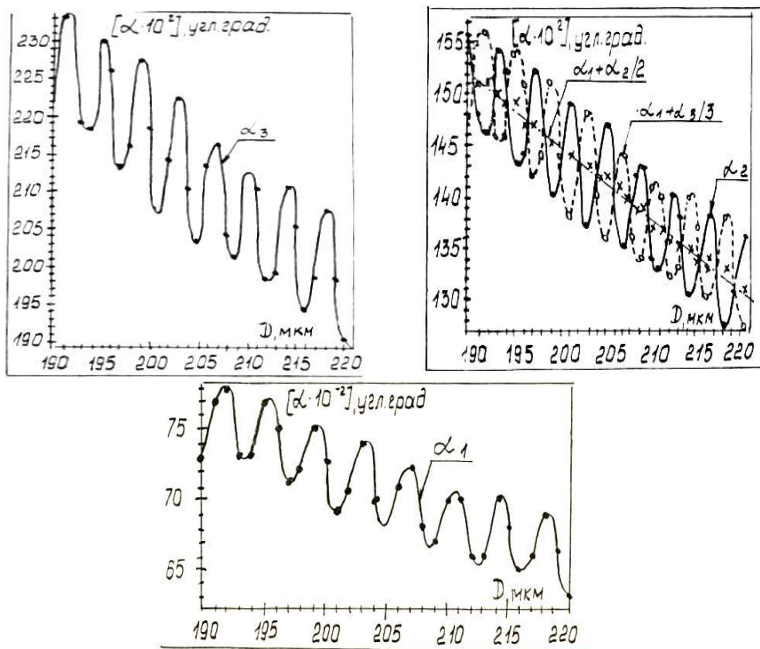 [α·10²], угл.град.
233
225
220
215
210
205
200
195
190
α₃
D, мкм
190 195 200 205 210 215 220
[α·10²], угл.град.
155
150
145
140
135
130
α₁+α₂/2
α₁+α₃/3
α₂
D, мкм
190 195 200 205 210 215 220
[α·10⁻²], угл.град
75
70
65
α₁
D, мкм
190 195 200 205 210 215 220